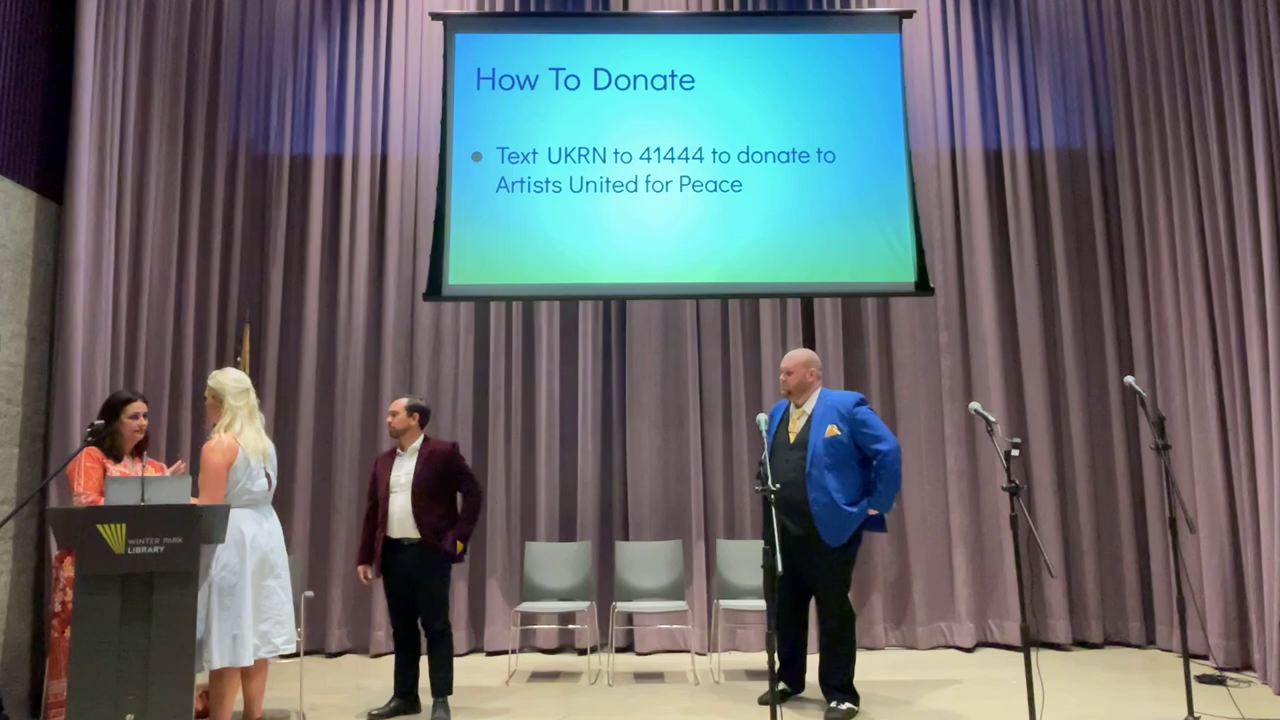 How To Donate
Text UKRN to 41444 to donate to
Artists United for Peace
WINTER PARK
LIBRARY